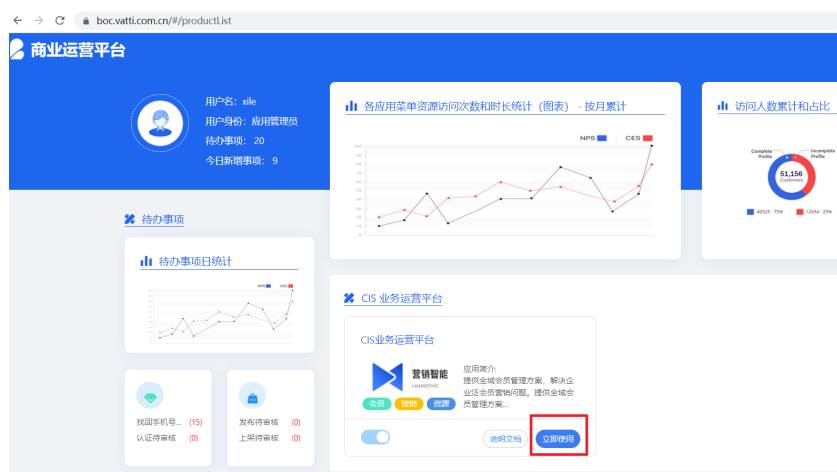 boc.vatti.com.cn/#/productList
商业运营平台
用户名: xile
用户身份: 应用管理员
待办事项: 20
今日新增事项: 9
各应用菜单资源访问次数和时长统计（图表） - 按月累计
NPS CES
访问人数累计和占比
Complete Profile
Incomplete Profile
51,156
Customers
待办事项
待办事项日统计
NPS CES
CIS 业务运营平台
CIS业务运营平台
营销智能
应用简介:
提供全域会员管理方案，解决企
业泛会员营销问题。提供全域会
员管理方案...
会员 营销 资源
找回手机号... (15)
认证待审核 (0)
发布待审核 (0)
上架待审核 (0)
说明文档 立即使用